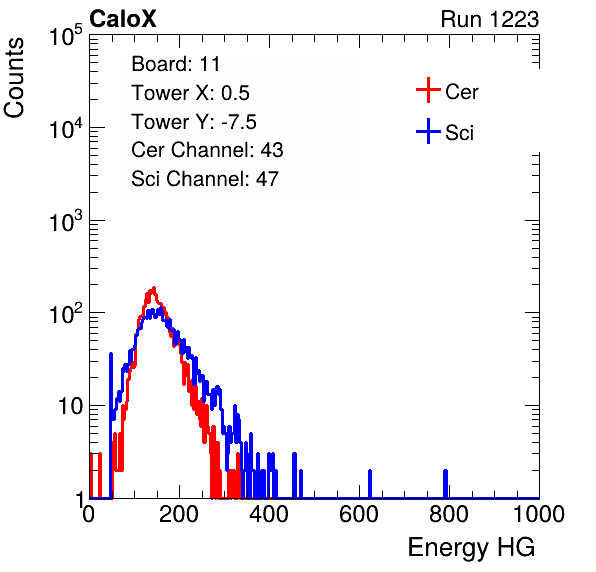 CaloX Run 1223
Counts
10^5
10^4
10^3
10^2
10
1
Board: 11
Tower X: 0.5
Tower Y: -7.5
Cer Channel: 43
Sci Channel: 47
Cer
Sci
0 200 400 600 800 1000
Energy HG